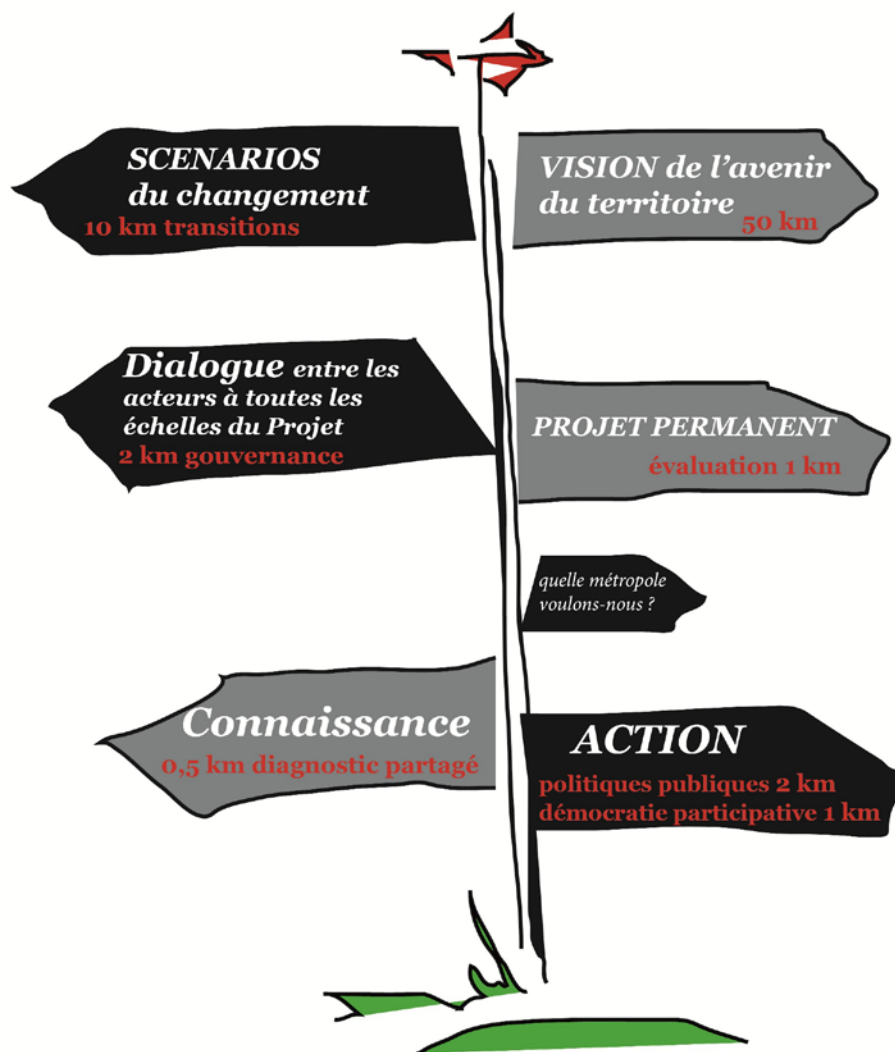 SCENARIOS
du changement
10 km transitions
VISION de l'avenir
du territoire
50 km
Dialogue entre les
acteurs à toutes les
échelles du Projet
2 km gouvernance
PROJET PERMANENT
évaluation 1 km
quelle métropole
voulons-nous ?
Connaissance
0,5 km diagnostic partagé
ACTION
politiques publiques 2 km
démocratie participative 1 km